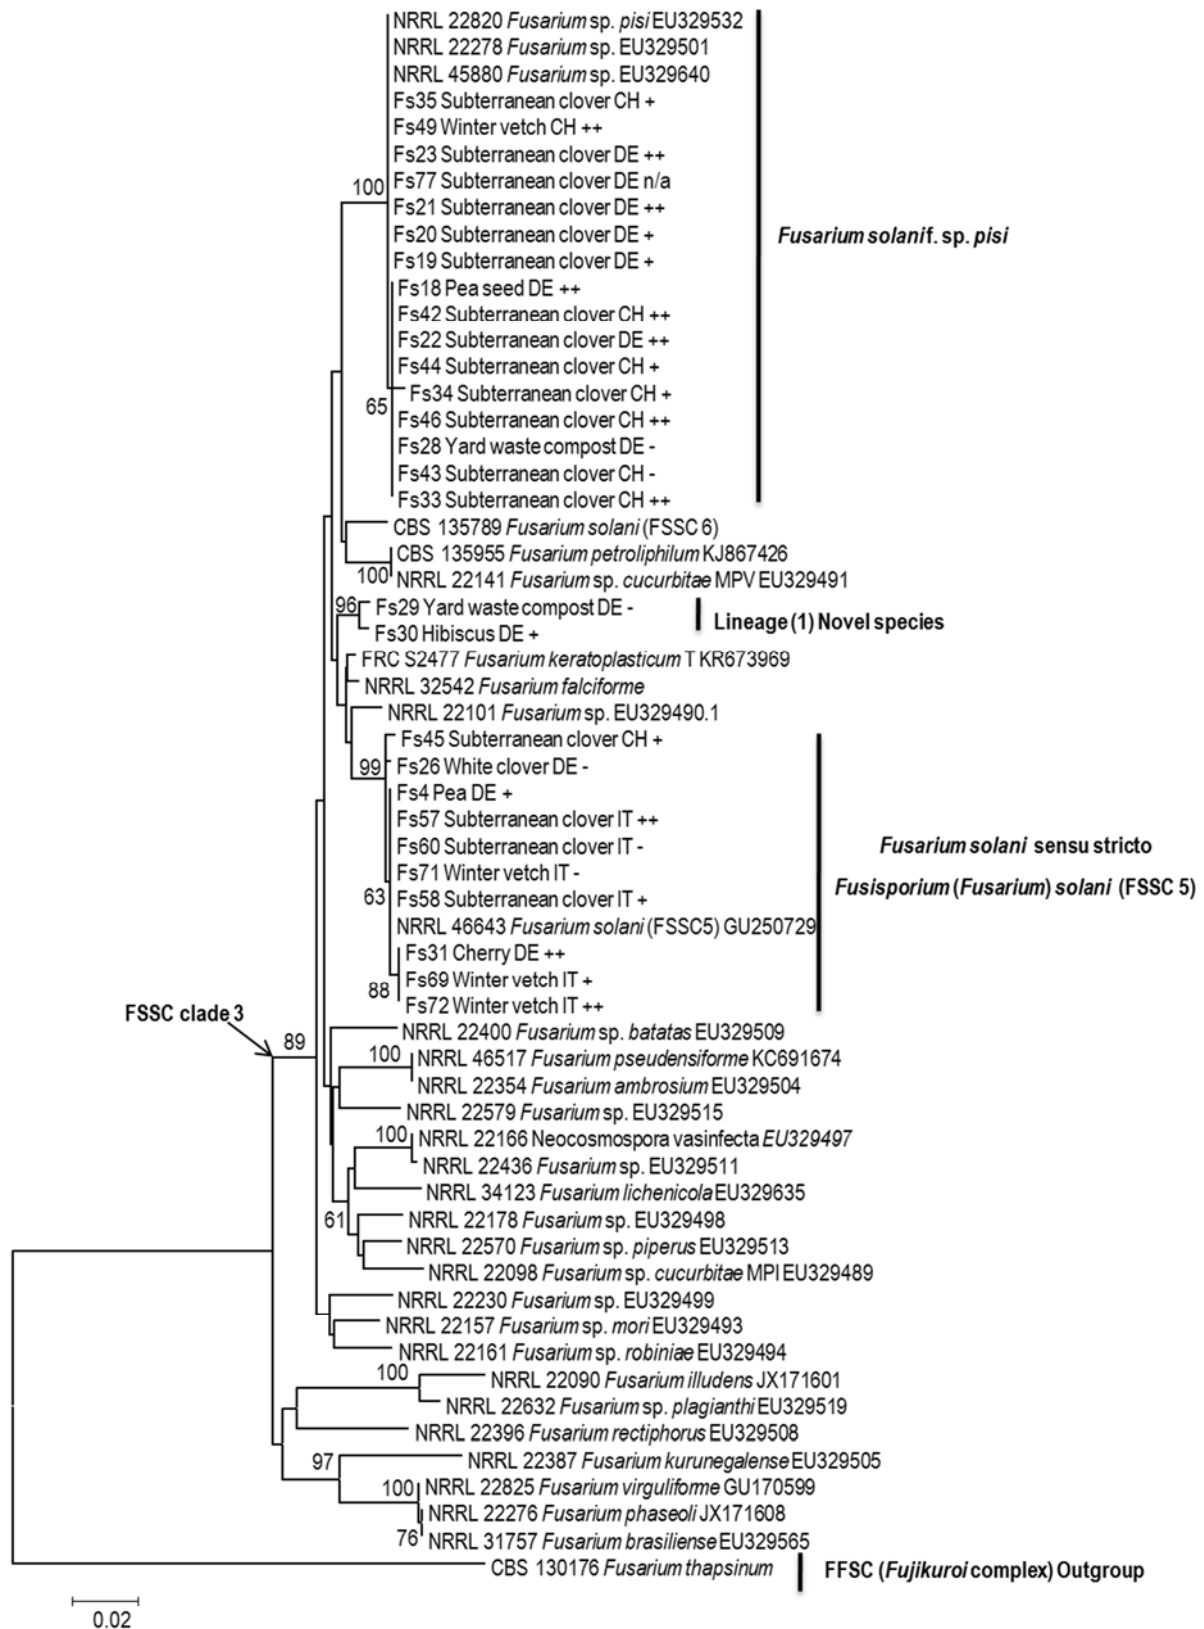 NRRL 22820 Fusarium sp. pisi EU329532
NRRL 22278 Fusarium sp. EU329501
NRRL 45880 Fusarium sp. EU329640
Fs35 Subterranean clover CH +
Fs49 Winter vetch CH ++
Fs23 Subterranean clover DE ++
Fs77 Subterranean clover DE n/a
100
Fs21 Subterranean clover DE ++
Fs20 Subterranean clover DE +
Fusarium solani f. sp. pisi
Fs19 Subterranean clover DE +
Fs18 Pea seed DE ++
Fs42 Subterranean clover CH ++
Fs22 Subterranean clover DE ++
Fs44 Subterranean clover CH +
Fs34 Subterranean clover CH +
65
Fs46 Subterranean clover CH ++
Fs28 Yard waste compost DE -
Fs43 Subterranean clover CH -
Fs33 Subterranean clover CH ++
CBS 135789 Fusarium solani (FSSC 6)
CBS 135955 Fusarium petroliphilum KJ867426
100
NRRL 22141 Fusarium sp. cucurbitae MPV EU329491
96
Fs29 Yard waste compost DE -
Lineage (1) Novel species
Fs30 Hibiscus DE +
FRC S2477 Fusarium keratoplasticum T KR673969
NRRL 32542 Fusarium falciforme
NRRL 22101 Fusarium sp. EU329490.1
Fs45 Subterranean clover CH +
99
Fs26 White clover DE -
Fs4 Pea DE +
Fs57 Subterranean clover IT ++
Fs60 Subterranean clover IT -
Fusarium solani sensu stricto
Fs71 Winter vetch IT -
Fusisporium (Fusarium) solani (FSSC 5)
63
Fs58 Subterranean clover IT +
NRRL 46643 Fusarium solani (FSSC5) GU250729
Fs31 Cherry DE ++
Fs69 Winter vetch IT +
88
Fs72 Winter vetch IT ++
FSSC clade 3
89
NRRL 22400 Fusarium sp. batatas EU329509
100
NRRL 46517 Fusarium pseudensiforme KC691674
NRRL 22354 Fusarium ambrosium EU329504
NRRL 22579 Fusarium sp. EU329515
100
NRRL 22166 Neocosmospora vasinfecta EU329497
NRRL 22436 Fusarium sp. EU329511
NRRL 34123 Fusarium lichenicola EU329635
61
NRRL 22178 Fusarium sp. EU329498
NRRL 22570 Fusarium sp. piperus EU329513
NRRL 22098 Fusarium sp. cucurbitae MPI EU329489
NRRL 22230 Fusarium sp. EU329499
NRRL 22157 Fusarium sp. mori EU329493
NRRL 22161 Fusarium sp. robiniae EU329494
100
NRRL 22090 Fusarium illudens JX171601
NRRL 22632 Fusarium sp. plagianthi EU329519
NRRL 22396 Fusarium rectiphorus EU329508
97
NRRL 22387 Fusarium kurunegalense EU329505
100
NRRL 22825 Fusarium virguliforme GU170599
NRRL 22276 Fusarium phaseoli JX171608
76
NRRL 31757 Fusarium brasiliense EU329565
CBS 130176 Fusarium thapsinum
FFSC (Fujikuroi complex) Outgroup
0.02